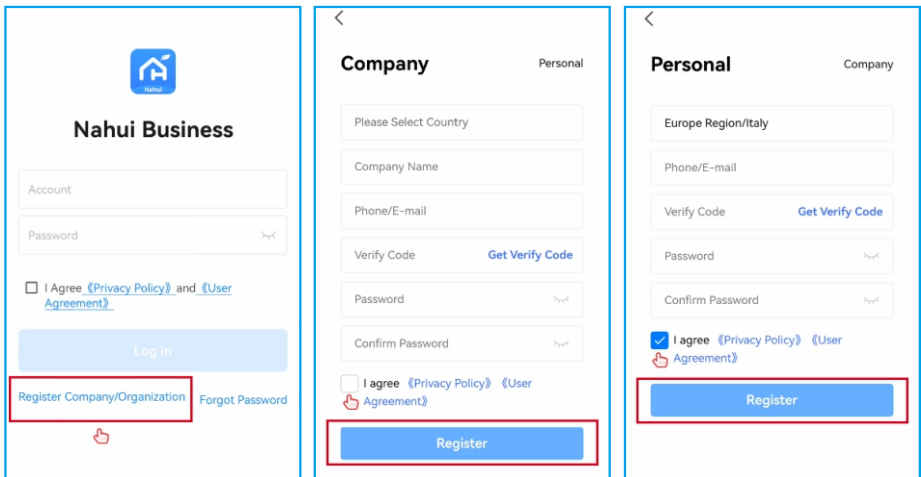 Nahui
Nahui Business
Account
Password
I Agree 《Privacy Policy》 and 《User
Agreement》
Log In
Register Company/Organization
Forgot Password
Company
Personal
Please Select Country
Company Name
Phone/E-mail
Verify Code
Get Verify Code
Password
Confirm Password
I agree 《Privacy Policy》 《User
Agreement》
Register
Personal
Company
Europe Region/Italy
Phone/E-mail
Verify Code
Get Verify Code
Password
Confirm Password
I agree 《Privacy Policy》 《User
Agreement》
Register